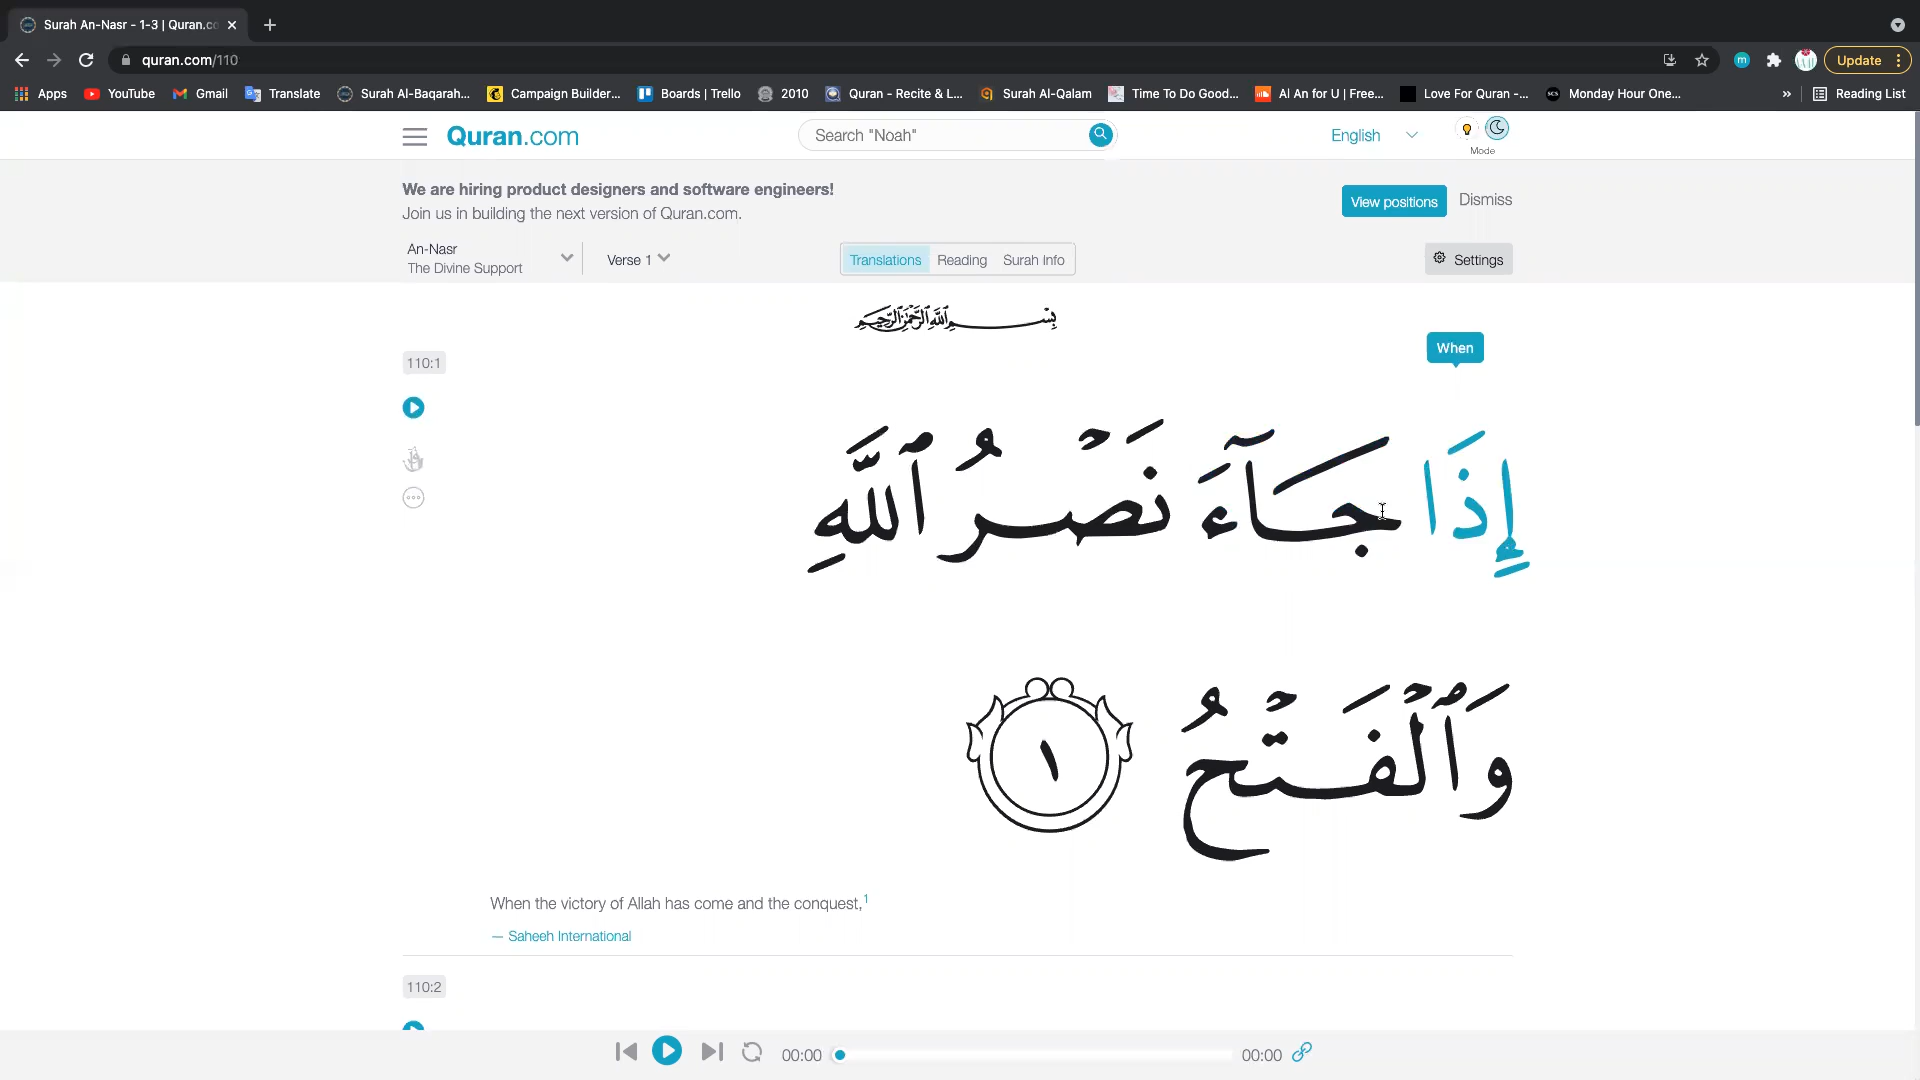 Surah An-Nasr - 1-3 | Quran.co
quran.com/110
Update
Apps YouTube Gmail Translate Surah Al-Baqarah... Campaign Builder... Boards | Trello 2010 Quran - Recite & L... Surah Al-Qalam Time To Do Good... Al An for U | Free... Love For Quran -... Monday Hour One... » Reading List
Quran.com
Search "Noah"
English
Mode
We are hiring product designers and software engineers!
Join us in building the next version of Quran.com.
View positions
Dismiss
An-Nasr
The Divine Support
Verse 1
Translations Reading Surah Info
Settings
بِسْمِ اللَّهِ الرَّحْمَٰنِ الرَّحِيمِ
110:1
When
إِذَا جَآءَ نَصْرُ ٱللَّهِ
وَٱلْفَتْحُ ١
When the victory of Allah has come and the conquest,1
— Saheeh International
110:2
00:00 00:00